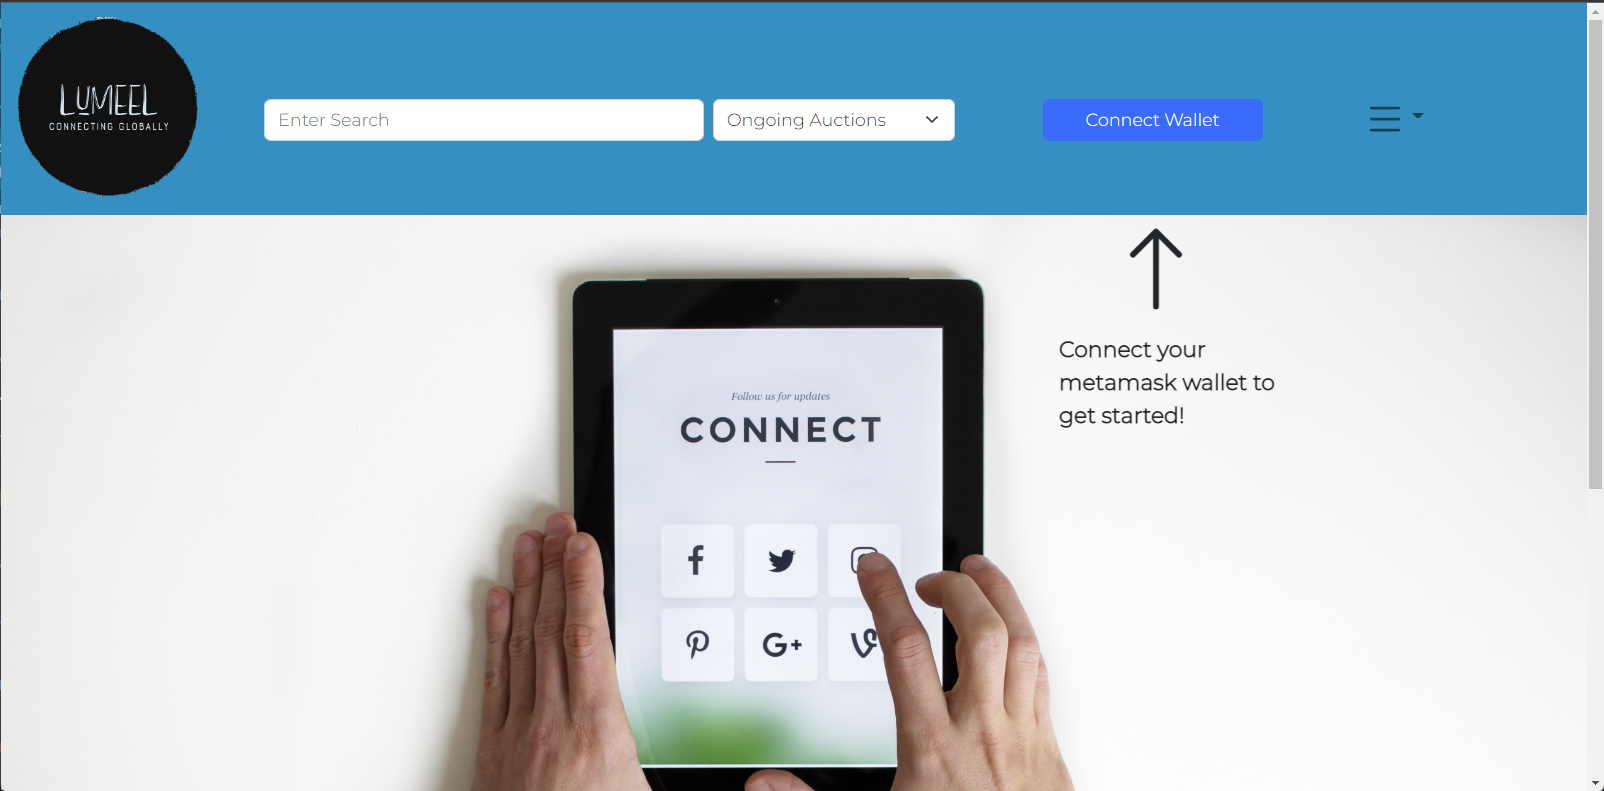 LUMEEL
CONNECTING GLOBALLY
Enter Search
Ongoing Auctions
Connect Wallet
Connect your
metamask wallet to
get started!
Follow us for updates
CONNECT
G+